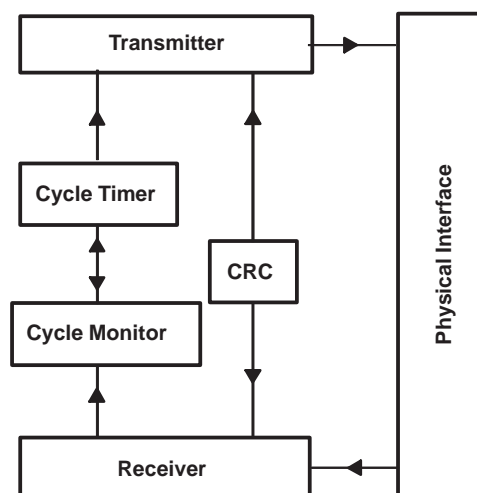 Transmitter
Cycle Timer
CRC
Cycle Monitor
Receiver
Physical Interface